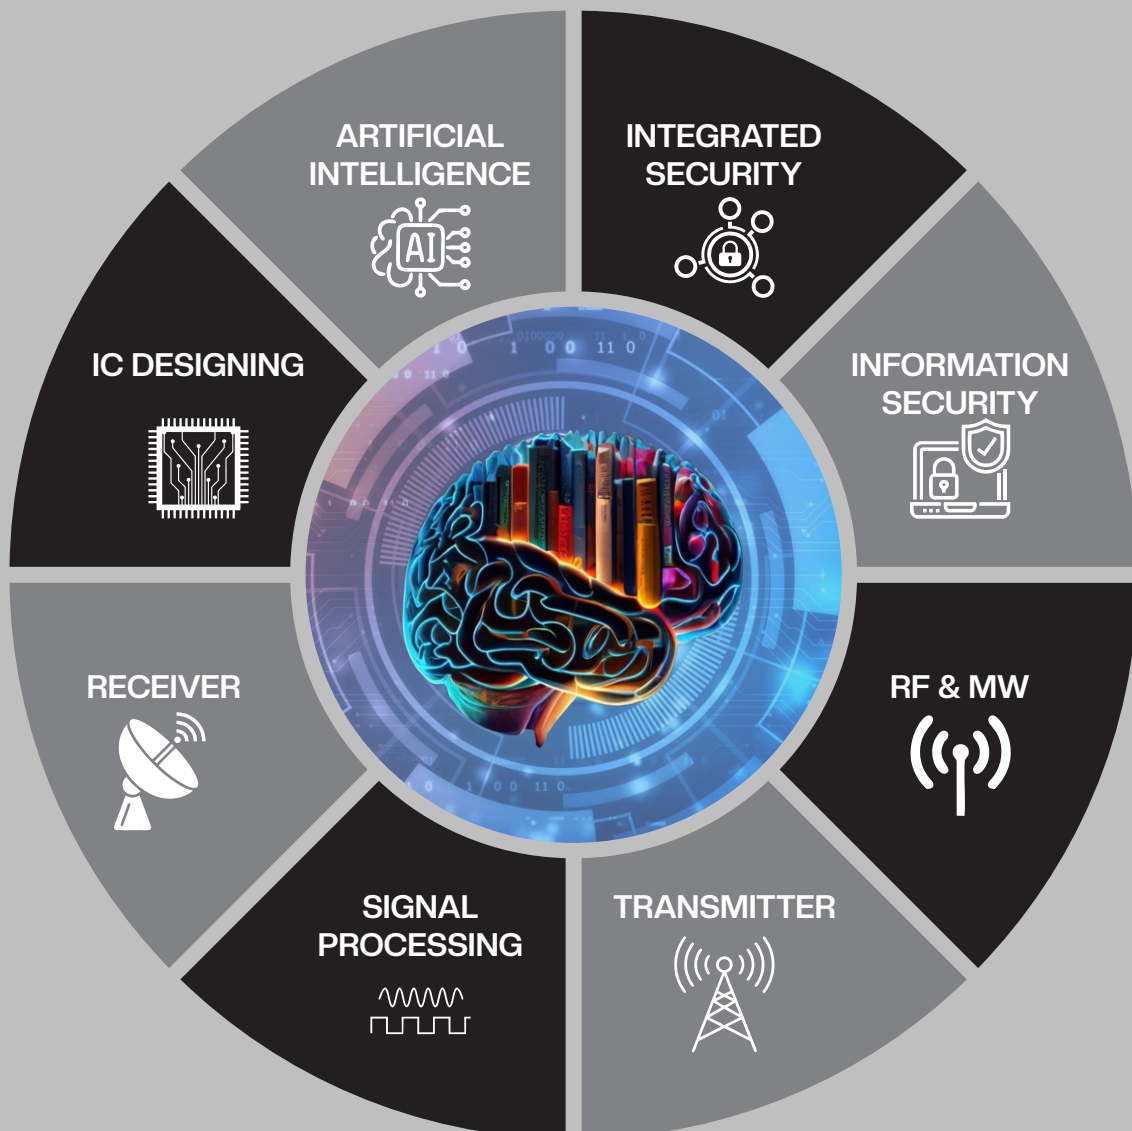 ARTIFICIAL
INTELLIGENCE
AI
INTEGRATED
SECURITY
IC DESIGNING
INFORMATION
SECURITY
RECEIVER
RF & MW
SIGNAL
PROCESSING
TRANSMITTER